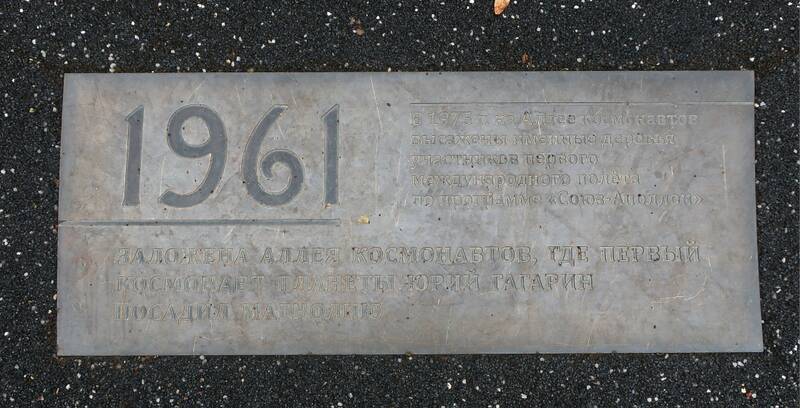 1961
В 1975 г. на Аллее космонавтов
высажены именные деревья
участников первого
международного полёта
по программе «Союз-Аполлон»
ЗАЛОЖЕНА АЛЛЕЯ КОСМОНАВТОВ, ГДЕ ПЕРВЫЙ
КОСМОНАВТ ПЛАНЕТЫ ЮРИЙ ГАГАРИН
ПОСАДИЛ МАГНОЛИЮ